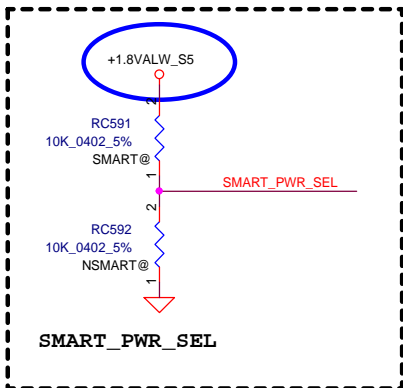 +1.8VALW_S5
2
RC591
10K_0402_5%
SMART@
1
SMART_PWR_SEL
2
RC592
10K_0402_5%
NSMART@
1
SMART_PWR_SEL